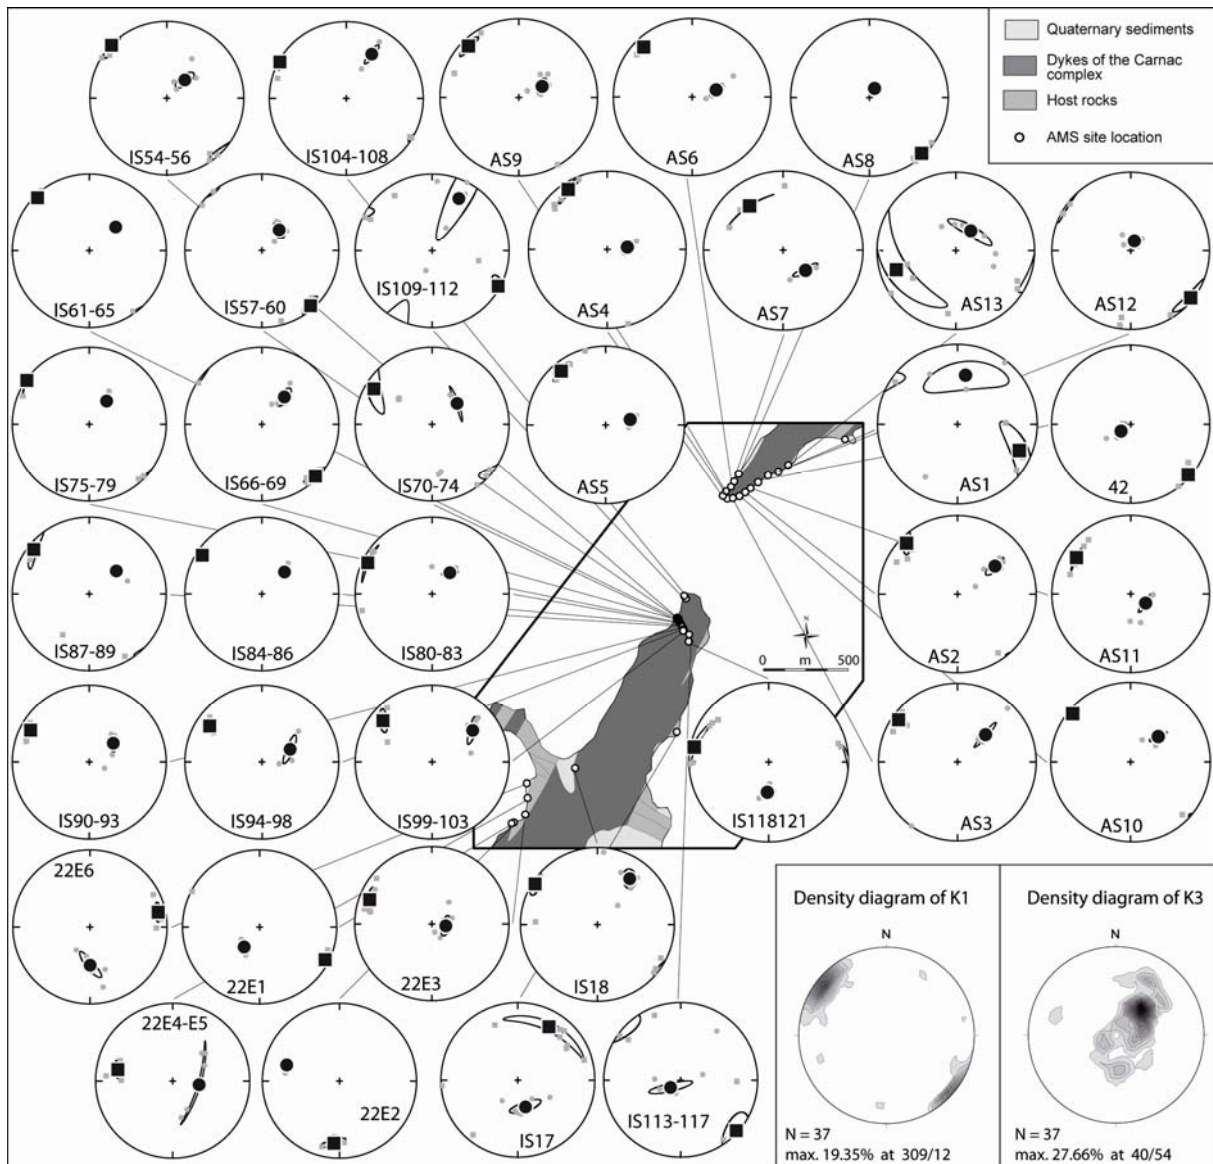 Quaternary sediments
Dykes of the Carnac
complex
Host rocks
AMS site location
IS54-56
IS104-108
AS9
AS6
AS8
IS61-65
IS57-60
IS109-112
AS4
AS7
AS13
AS12
IS75-79
IS66-69
IS70-74
AS5
AS1
42
IS87-89
IS84-86
IS80-83
N
0 m 500
AS2
AS11
IS90-93
IS94-98
IS99-103
IS118121
AS3
AS10
22E6
22E1
22E3
IS18
22E4-E5
22E2
IS17
IS113-117
Density diagram of K1
N
N = 37
max. 19.35% at 309/12
Density diagram of K3
N
N = 37
max. 27.66% at 40/54